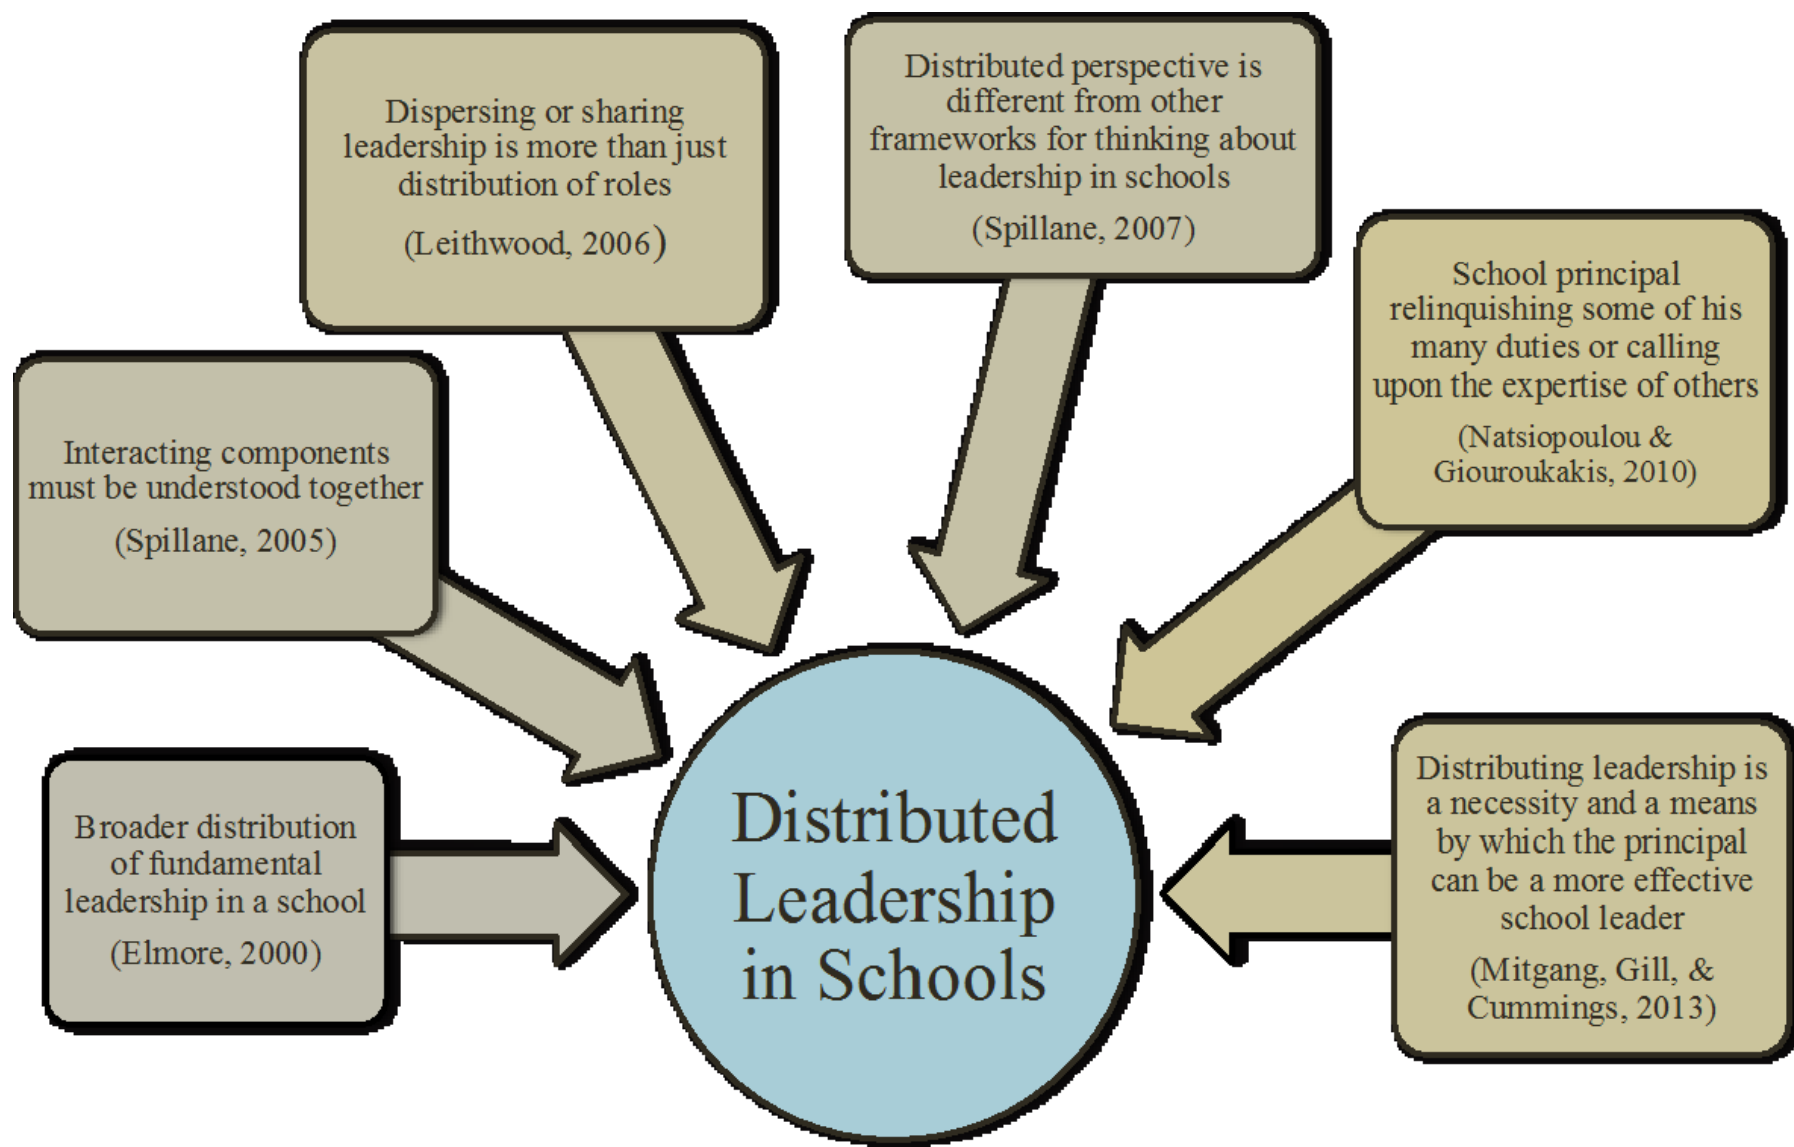 Dispersing or sharing
leadership is more than just
distribution of roles
(Leithwood, 2006)
Distributed perspective is
different from other
frameworks for thinking about
leadership in schools
(Spillane, 2007)
School principal
relinquishing some of his
many duties or calling
upon the expertise of others
(Natsiopoulou &
Giouroukakis, 2010)
Interacting components
must be understood together
(Spillane, 2005)
Broader distribution
of fundamental
leadership in a school
(Elmore, 2000)
Distributed
Leadership
in Schools
Distributing leadership is
a necessity and a means
by which the principal
can be a more effective
school leader
(Mitgang, Gill, &
Cummings, 2013)